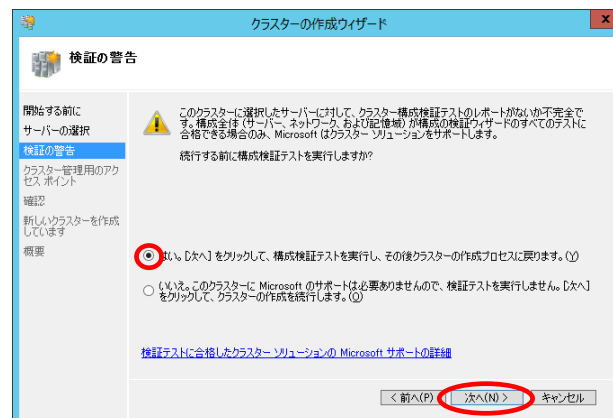 クラスターの作成ウィザード
x
検証の警告
開始する前に
サーバーの選択
検証の警告
クラスター管理用のアク
セス ポイント
確認
新しいクラスターを作成
しています
概要
このクラスターに選択したサーバーに対して、クラスター構成検証テストのレポートがないか不完全で
す。構成全体 (サーバー、ネットワーク、および記憶域) が構成の検証ウィザードのすべてのテストに
合格できる場合のみ、Microsoft はクラスター ソリューションをサポートします。
続行する前に構成検証テストを実行しますか?
はい。[次へ] をクリックして、構成検証テストを実行し、その後クラスターの作成プロセスに戻ります。(Y)
いいえ。このクラスターに Microsoft のサポートは必要ありませんので、検証テストを実行しません。[次へ]
をクリックして、クラスターの作成を続行します。(O)
検証テストに合格したクラスター ソリューションの Microsoft サポートの詳細
< 前へ(P)
次へ(N) >
キャンセル